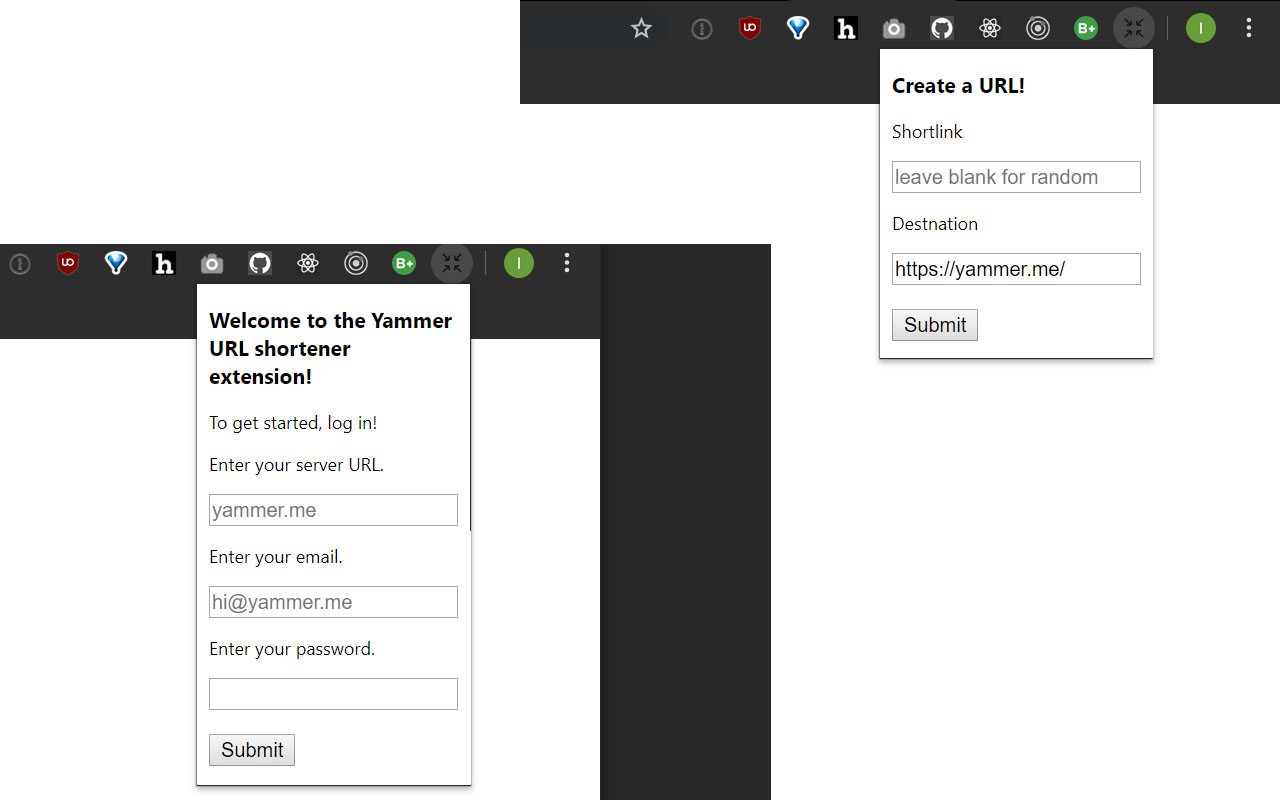 h
B+
I
Create a URL!
Shortlink
leave blank for random
Destnation
https://yammer.me/
Submit
h
B+
I
Welcome to the Yammer
URL shortener
extension!
To get started, log in!
Enter your server URL.
yammer.me
Enter your email.
hi@yammer.me
Enter your password.
Submit